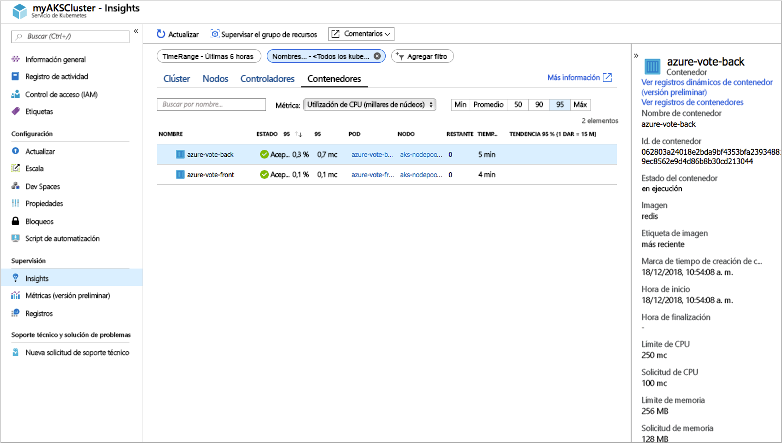 myAKSCluster - Insights
Servicio de Kubernetes
Buscar (Ctrl+/)
Información general
Registro de actividad
Control de acceso (IAM)
Etiquetas
Configuración
Actualizar
Escala
Dev Spaces
Propiedades
Bloqueos
Script de automatización
Supervisión
Insights
Métricas (versión preliminar)
Registros
Soporte técnico y solución de problemas
Nueva solicitud de soporte técnico
Actualizar
Supervisar el grupo de recursos
Comentarios
TimeRange - Últimas 6 horas
Nombres... - <Todos los kube...
Agregar filtro
Clúster
Nodos
Controladores
Contenedores
Más información
Buscar por nombre...
Métrica:
Utilización de CPU (millares de núcleos)
Mín
Promedio
50
90
95
Máx
2 elementos
NOMBRE ESTADO 95 95 POD NODO RESTANTE TIEMP... TENDENCIA 95 % (1 DAR = 15 M)
azure-vote-back Acep... 0,3 % 0,7 mc azure-vote-b... aks-nodepoo... 0 5 min
azure-vote-front Acep... 0,1 % 0,1 mc azure-vote-fr... aks-nodepoo... 0 4 min
azure-vote-back
Contenedor
Ver registros dinámicos de contenedor
(versión preliminar)
Ver registros de contenedores
Nombre de contenedor
azure-vote-back
Id. de contenedor
Estado del contenedor
en ejecución
Imagen
redis
Etiqueta de imagen
más reciente
Marca de tiempo de creación de c...
18/12/2018, 10:54:08 a. m.
Hora de inicio
18/12/2018, 10:54:08 a. m.
Hora de finalización
-
Límite de CPU
250 mc
Solicitud de CPU
100 mc
Límite de memoria
256 MB
Solicitud de memoria
128 MB